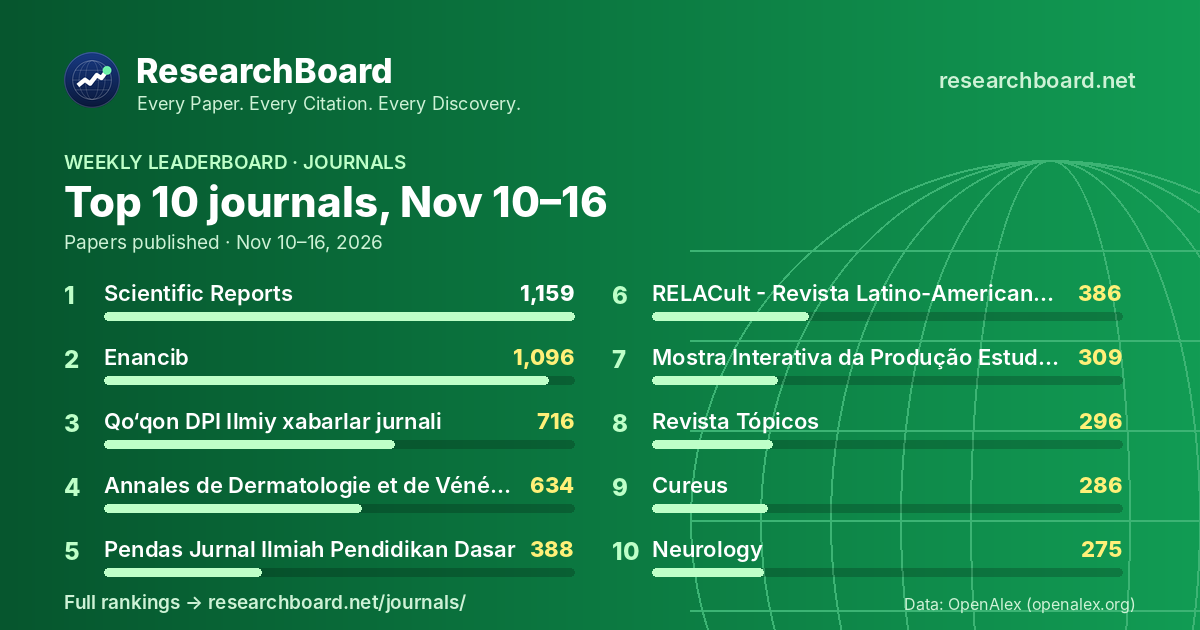 ResearchBoard
Every Paper. Every Citation. Every Discovery.
researchboard.net
WEEKLY LEADERBOARD · JOURNALS
Top 10 journals, Nov 10–16
Papers published · Nov 10–16, 2026
1 Scientific Reports 1,159
2 Enancib 1,096
3 Qo‘qon DPI Ilmiy xabarlar jurnali 716
4 Annales de Dermatologie et de Véné... 634
5 Pendas Jurnal Ilmiah Pendidikan Dasar 388
6 RELACult - Revista Latino-American... 386
7 Mostra Interativa da Produção Estud... 309
8 Revista Tópicos 296
9 Cureus 286
10 Neurology 275
Full rankings → researchboard.net/journals/
Data: OpenAlex (openalex.org)